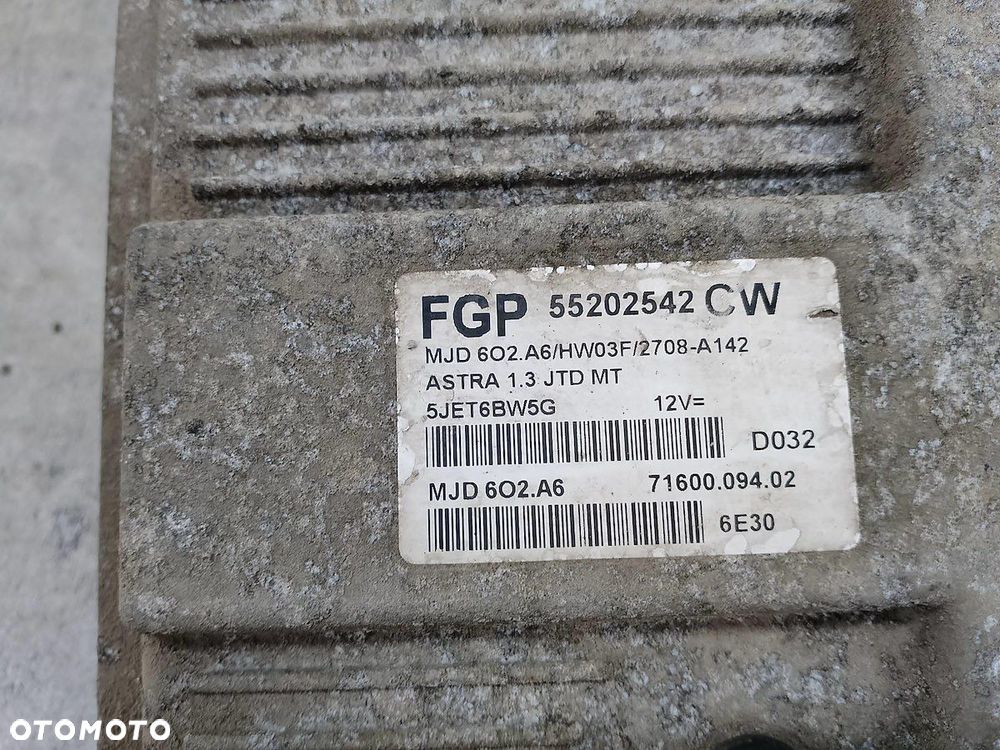 FGP 55202542 CW
MJD 6O2.A6/HW03F/2708-A142
ASTRA 1.3 JTD MT
5JET6BW5G 12V=
D032
MJD 6O2.A6 71600.094.02
6E30
OTOMOTO